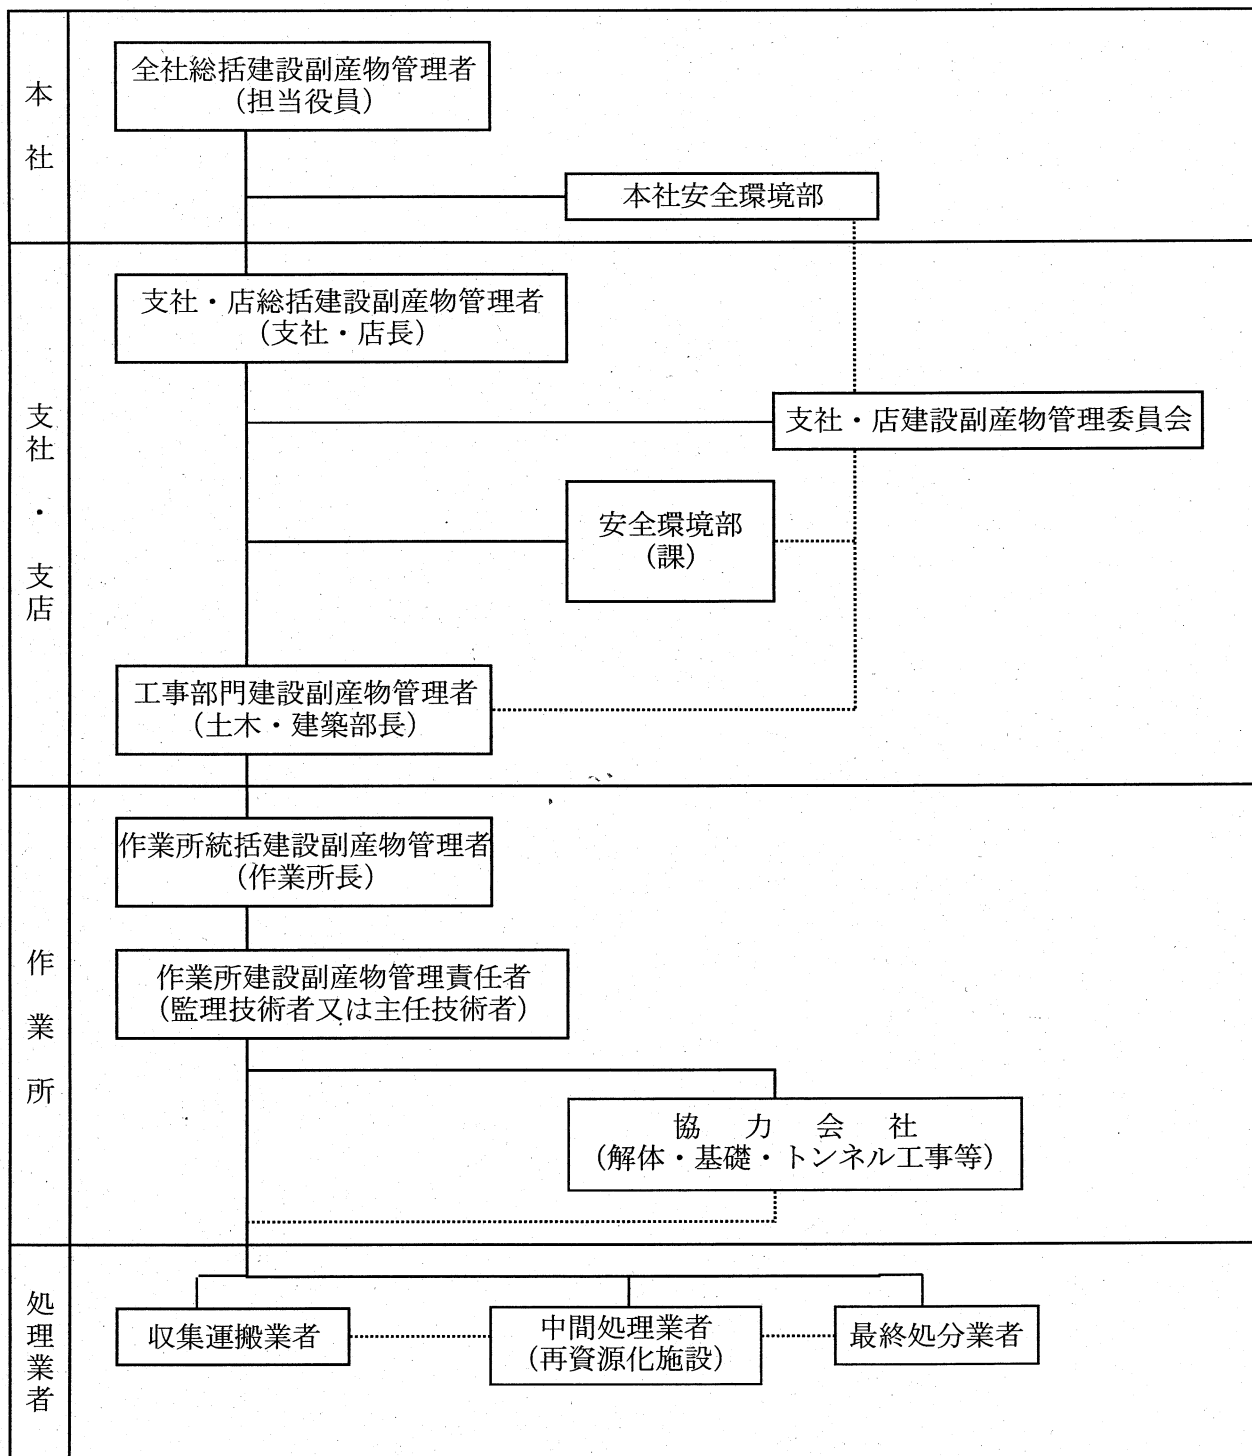 本社
全社総括建設副産物管理者
(担当役員)
本社安全環境部
支社・支店
支社・店総括建設副産物管理者
(支社・店長)
支社・店建設副産物管理委員会
安全環境部
(課)
工事部門建設副産物管理者
(土木・建築部長)
作業所
作業所統括建設副産物管理者
(作業所長)
作業所建設副産物管理責任者
(監理技術者又は主任技術者)
協力会社
(解体・基礎・トンネル工事等)
処理業者
収集運搬業者
中間処理業者
(再資源化施設)
最終処分業者